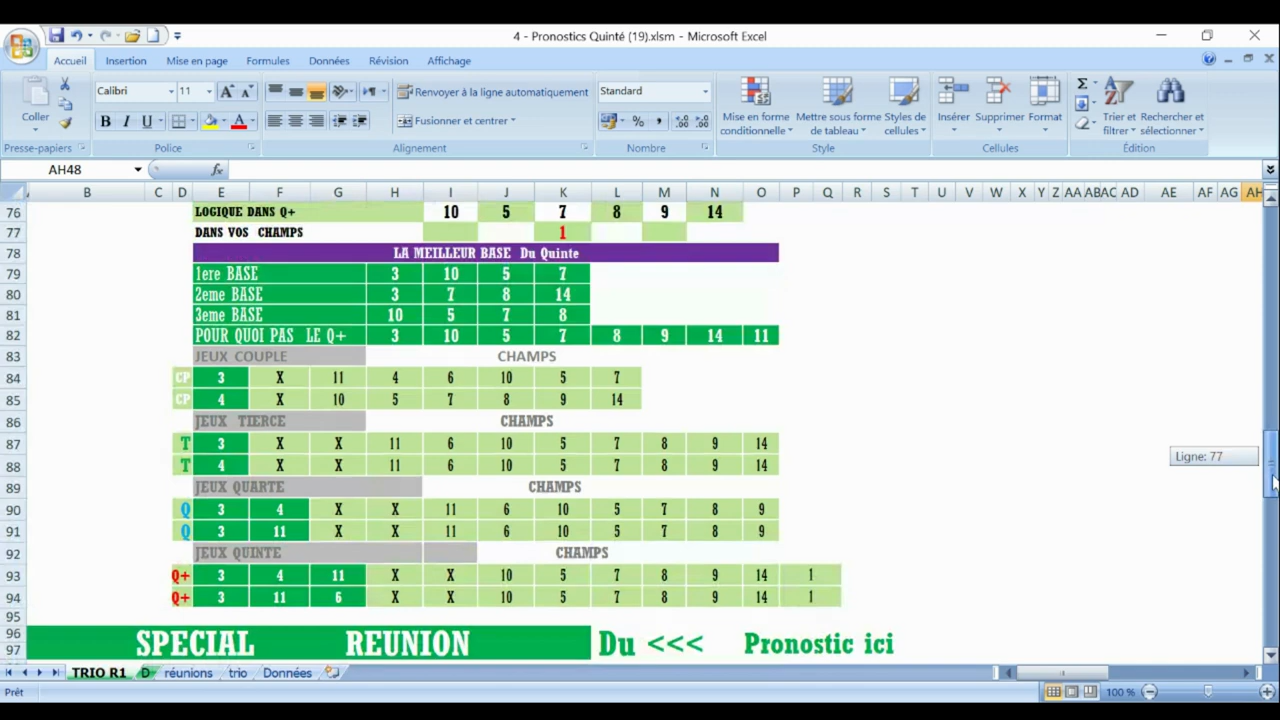 4 - Pronostics Quinté (19).xlsm - Microsoft Excel
Accueil Insertion Mise en page Formules Données Révision Affichage
Calibri 11 Renvoyer à la ligne automatiquement Standard
Coller G I S Fusionner et centrer % Mise en forme conditionnelle Mettre sous forme de tableau Styles de cellules Insérer Supprimer Format Trier et filtrer Rechercher et sélectionner
Presse-papiers Police Alignement Nombre Style Cellules Édition
AH48 fx
B C D E F G H I J K L M N O P Q R S T U V W X Y Z AA AB AC AD AE AF AG AH
76 LOGIQUE DANS Q+ 10 5 7 8 9 14
77 DANS VOS CHAMPS 1
78 LA MEILLEUR BASE Du Quinte
79 1ere BASE 3 10 5 7
80 2eme BASE 3 7 8 14
81 3eme BASE 10 5 7 8
82 POUR QUOI PAS LE Q+ 3 10 5 7 8 9 14 11
83 JEUX COUPLE CHAMPS
84 CP 3 X 11 4 6 10 5 7
85 CP 4 X 10 5 7 8 9 14
86 JEUX TIERCE CHAMPS
87 T 3 X X 11 6 10 5 7 8 9 14
88 T 4 X X 11 6 10 5 7 8 9 14
Ligne: 77
89 JEUX QUARTE CHAMPS
90 Q 3 4 X X 11 6 10 5 7 8 9
91 Q 3 11 X X 11 6 10 5 7 8 9
92 JEUX QUINTE CHAMPS
93 Q+ 3 4 11 X X 10 5 7 8 9 14 1
94 Q+ 3 11 6 X X 10 5 7 8 9 14 1
95
96 SPECIAL REUNION Du <<< Pronostic ici
97
TRIO R1 D réunions trio Données
Prêt 100 %